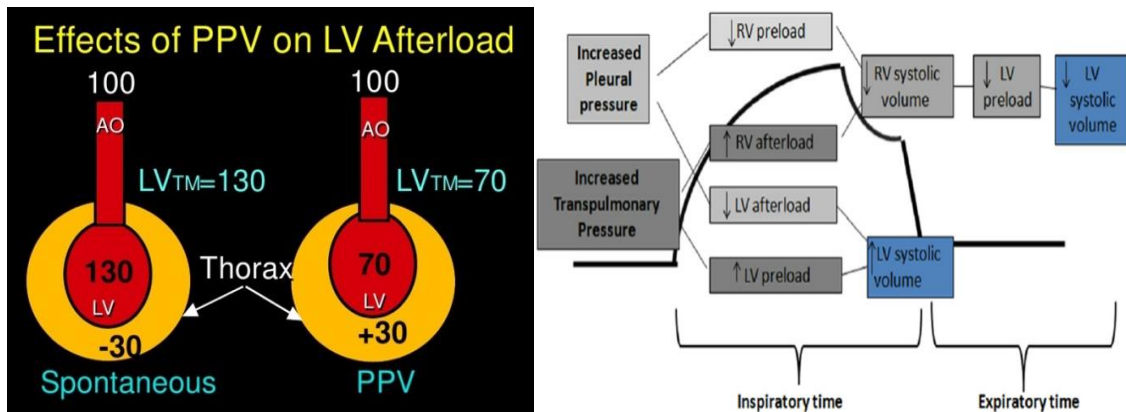 Effects of PPV on LV Afterload
100
100
AO
AO
LVTM=130
LVTM=70
130
Thorax
70
LV
LV
-30
+30
Spontaneous
PPV
Increased
Pleural
pressure
Increased
Transpulmonary
Pressure
↓RV preload
↑ RV afterload
↓ LV afterload
↑ LV preload
↓ RV systolic
volume
↓ LV
preload
↓ LV
systolic
volume
↑LV systolic
volume
Inspiratory time
Expiratory time